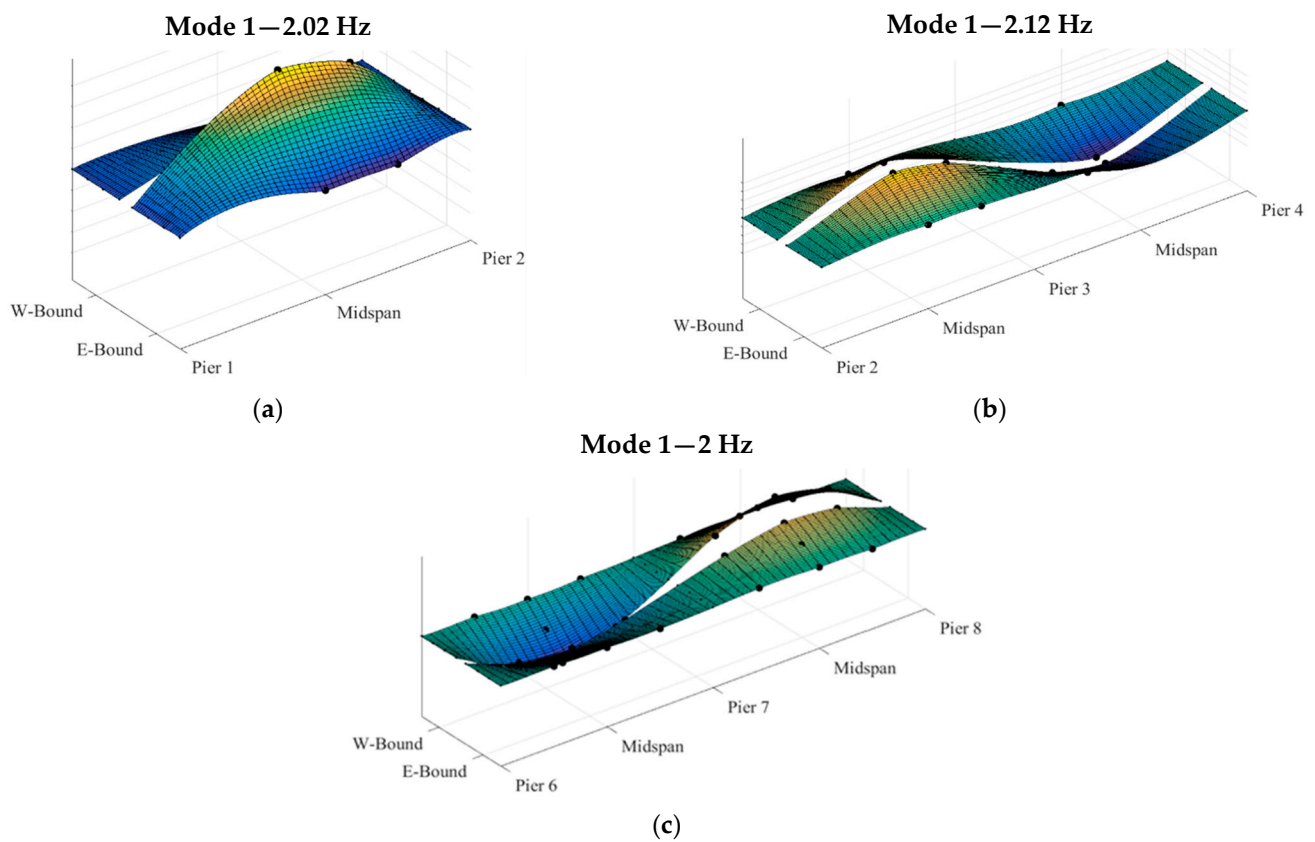 Mode 1—2.02 Hz
W-Bound
E-Bound
Pier 1
Midspan
Pier 2
(a)
Mode 1—2.12 Hz
W-Bound
E-Bound
Pier 2
Midspan
Pier 3
Midspan
Pier 4
(b)
Mode 1—2 Hz
W-Bound
E-Bound
Pier 6
Midspan
Pier 7
Midspan
Pier 8
(c)